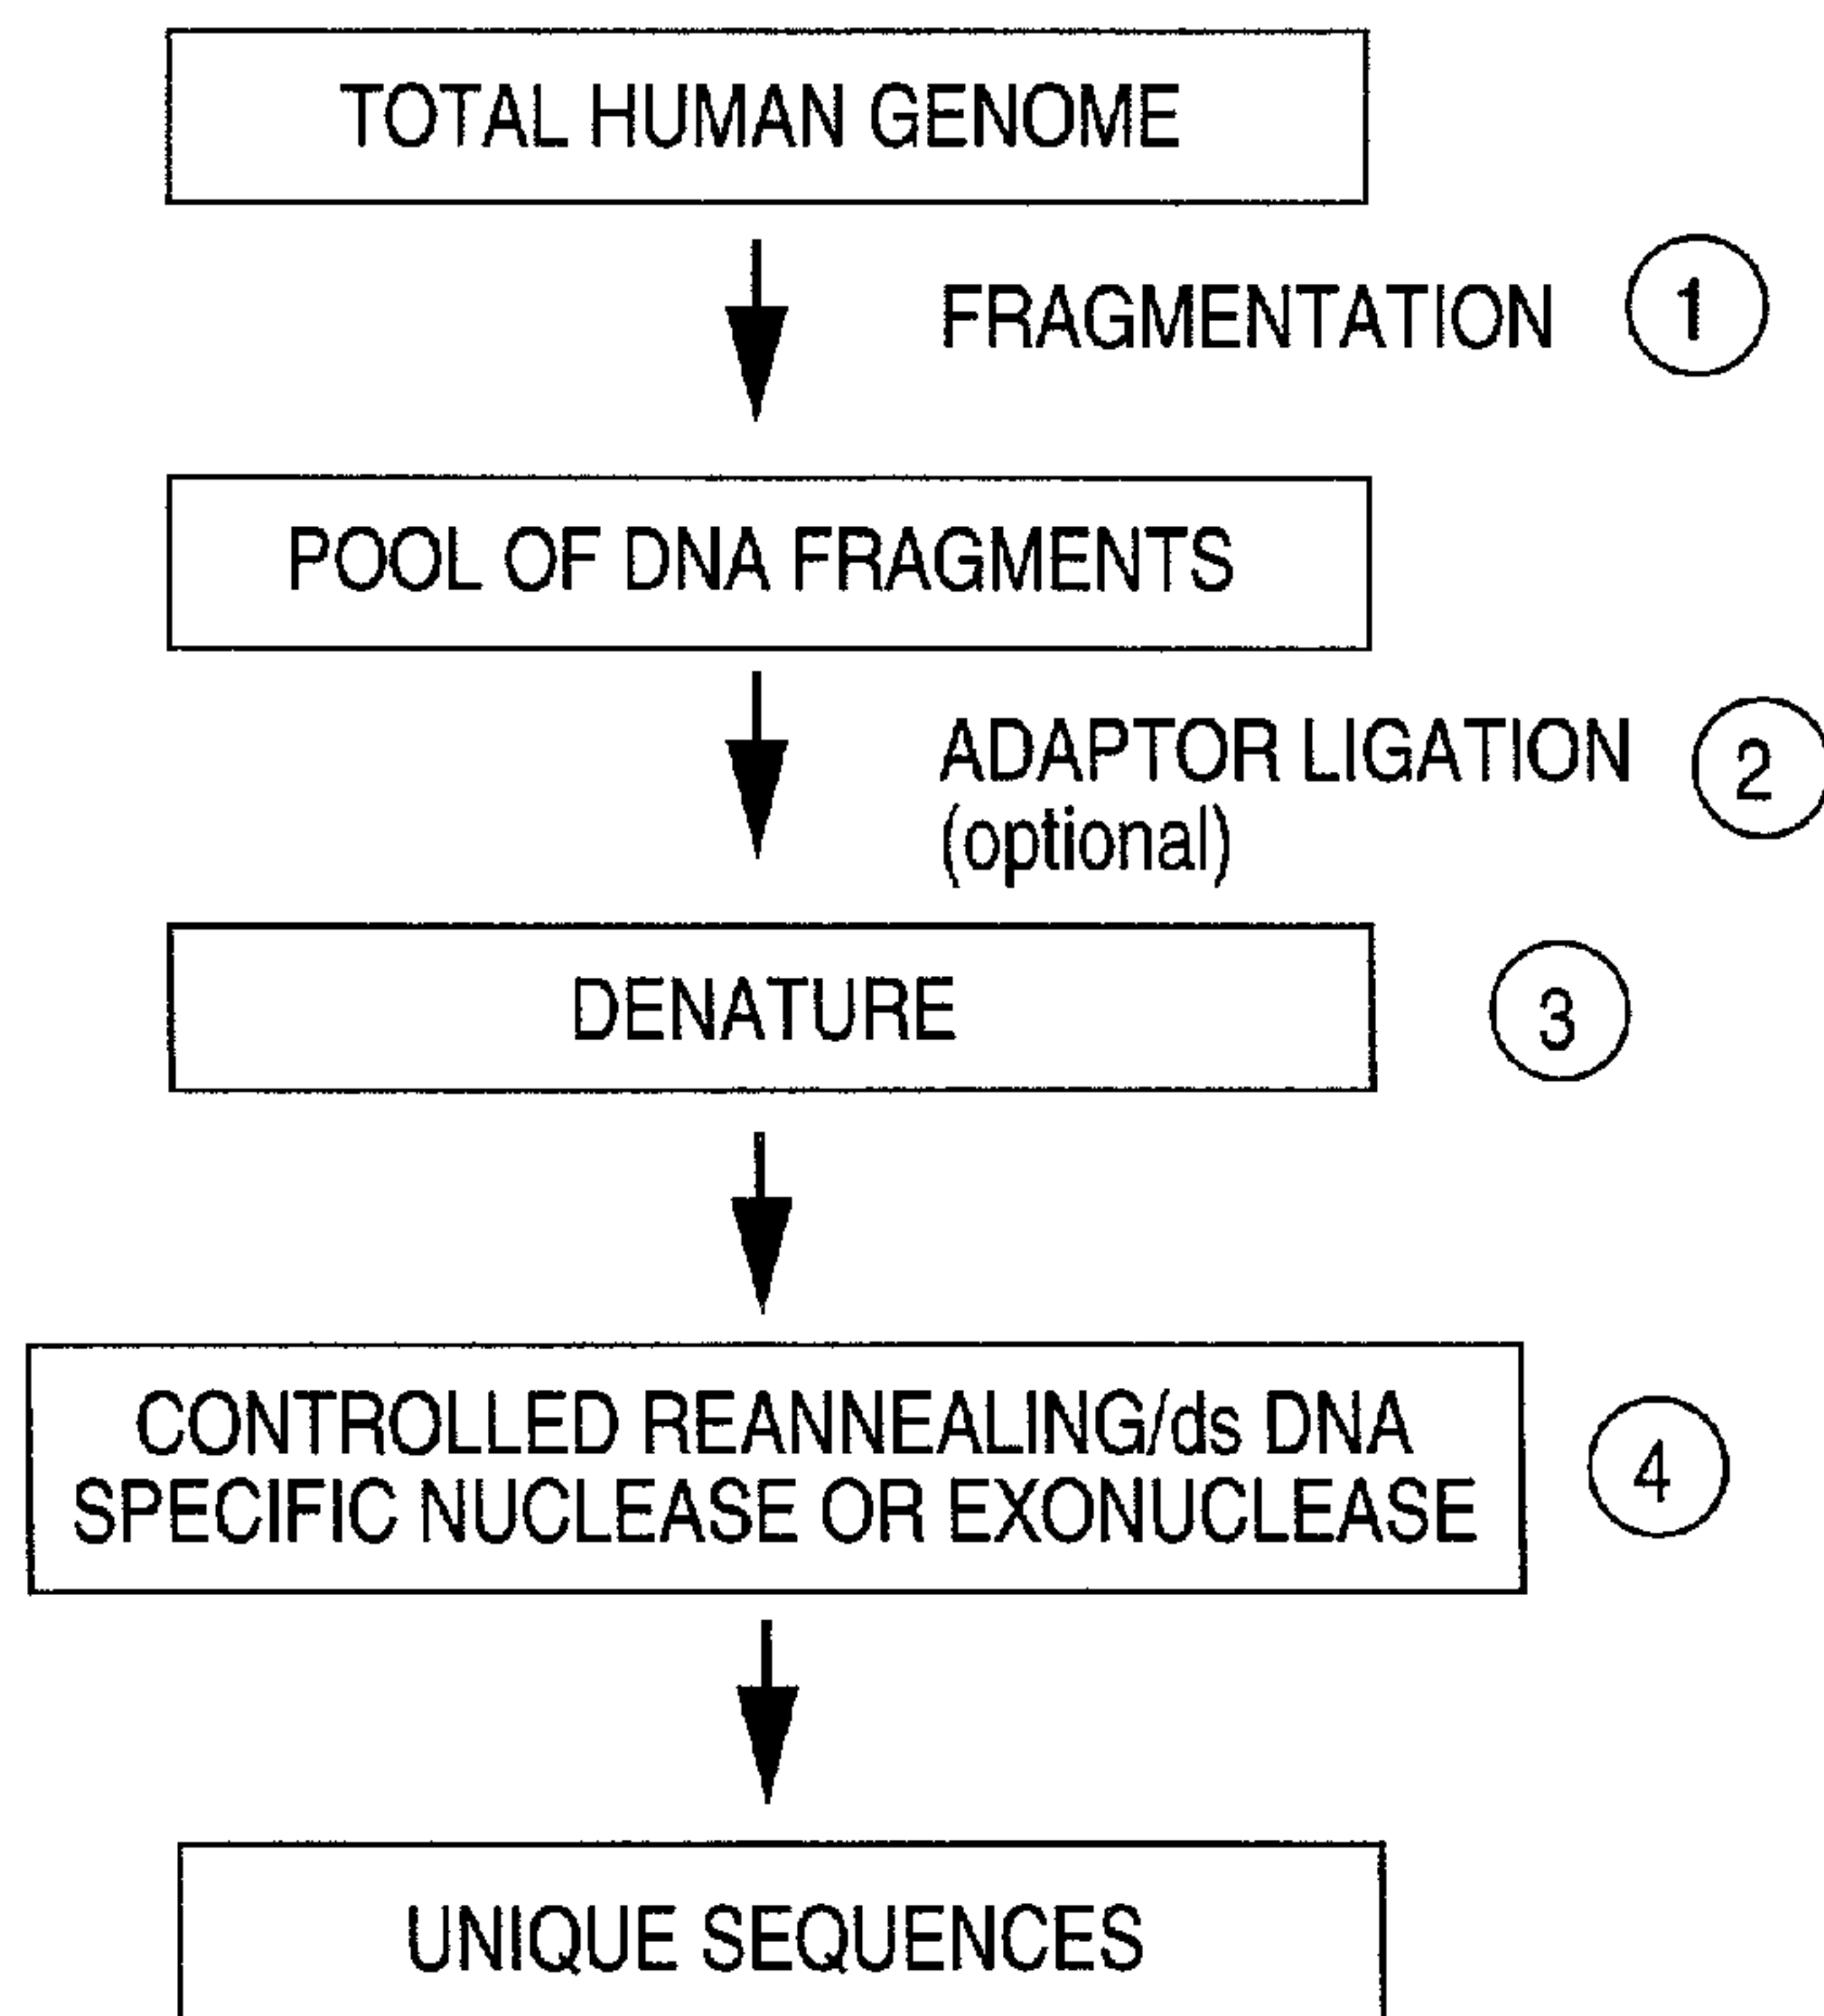 TOTAL HUMAN GENOME
FRAGMENTATION 1
POOL OF DNA FRAGMENTS
ADAPTOR LIGATION 2
(optional)
DENATURE 3
CONTROLLED REANNEALING/ds DNA
SPECIFIC NUCLEASE OR EXONUCLEASE 4
UNIQUE SEQUENCES